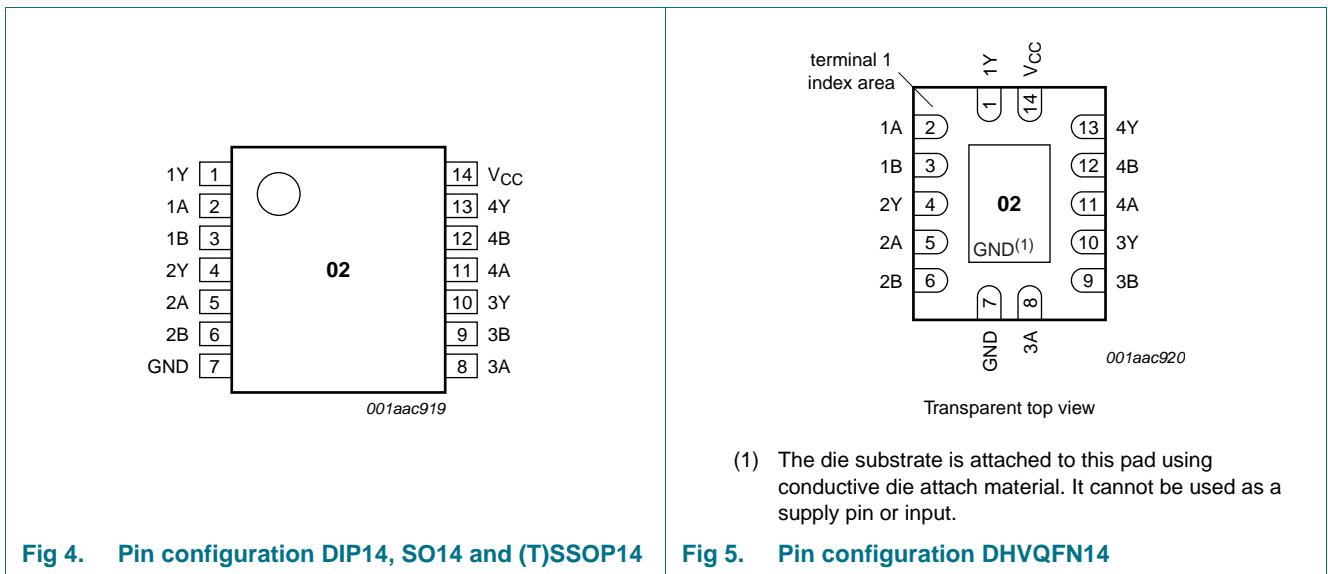 1Y 1
1A 2
1B 3
2Y 4
2A 5
2B 6
GND 7
02
14 VCC
13 4Y
12 4B
11 4A
10 3Y
9 3B
8 3A
001aac919
Fig 4. Pin configuration DIP14, SO14 and (T)SSOP14
terminal 1
index area
1Y
VCC
1
14
1A 2
1B 3
2Y 4
2A 5
2B 6
02
GND(1)
13 4Y
12 4B
11 4A
10 3Y
9 3B
7
8
GND
3A
001aac920
Transparent top view
(1) The die substrate is attached to this pad using
conductive die attach material. It cannot be used as a
supply pin or input.
Fig 5. Pin configuration DHVQFN14